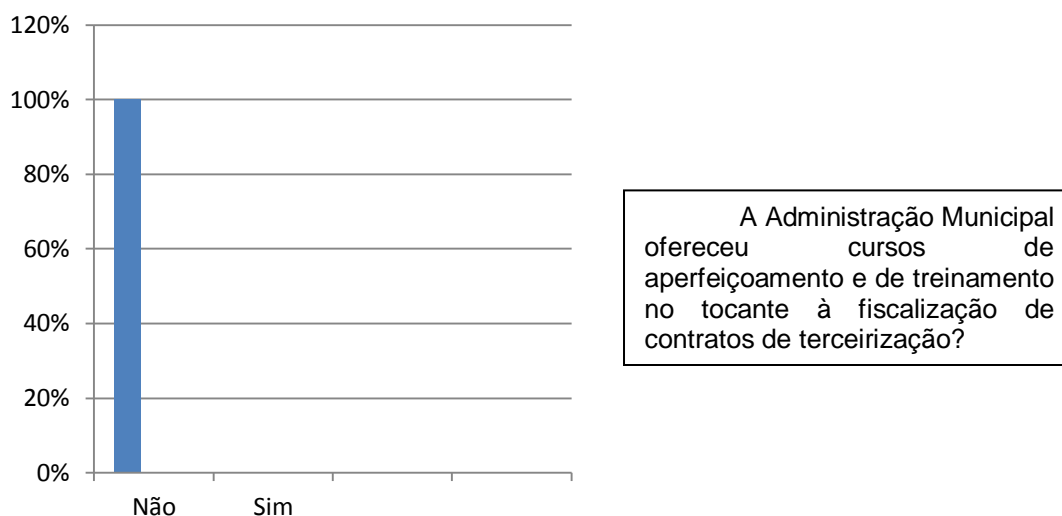 120%
100%
80%
60%
40%
20%
0%
Não Sim
A Administração Municipal
ofereceu cursos de
aperfeiçoamento e de treinamento
no tocante à fiscalização de
contratos de terceirização?